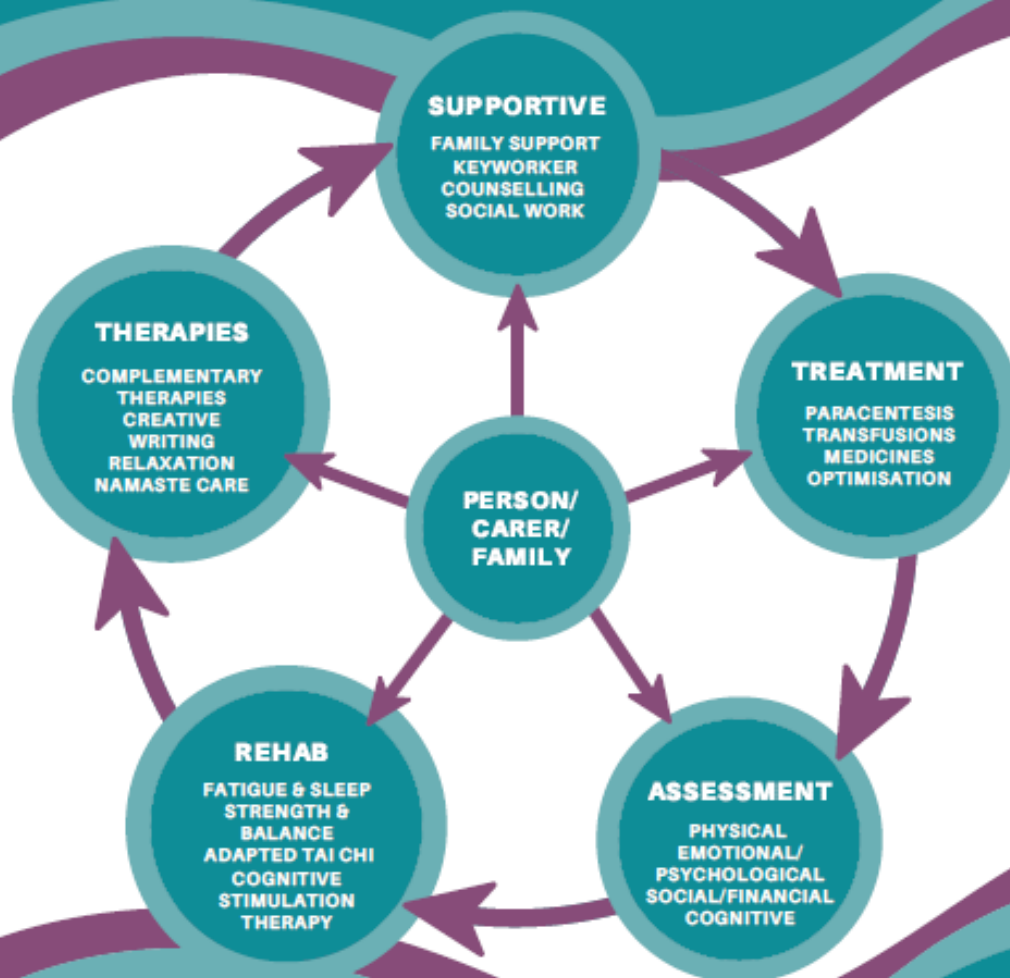 SUPPORTIVE
FAMILY SUPPORT
KEYWORKER
COUNSELLING
SOCIAL WORK
THERAPIES
COMPLEMENTARY
THERAPIES
CREATIVE
WRITING
RELAXATION
NAMASTE CARE
TREATMENT
PARACENTESIS
TRANSFUSIONS
MEDICINES
OPTIMISATION
PERSON/
CARER/
FAMILY
REHAB
FATIGUE & SLEEP
STRENGTH &
BALANCE
ADAPTED TAI CHI
COGNITIVE
STIMULATION
THERAPY
ASSESSMENT
PHYSICAL
EMOTIONAL/
PSYCHOLOGICAL
SOCIAL/FINANCIAL
COGNITIVE